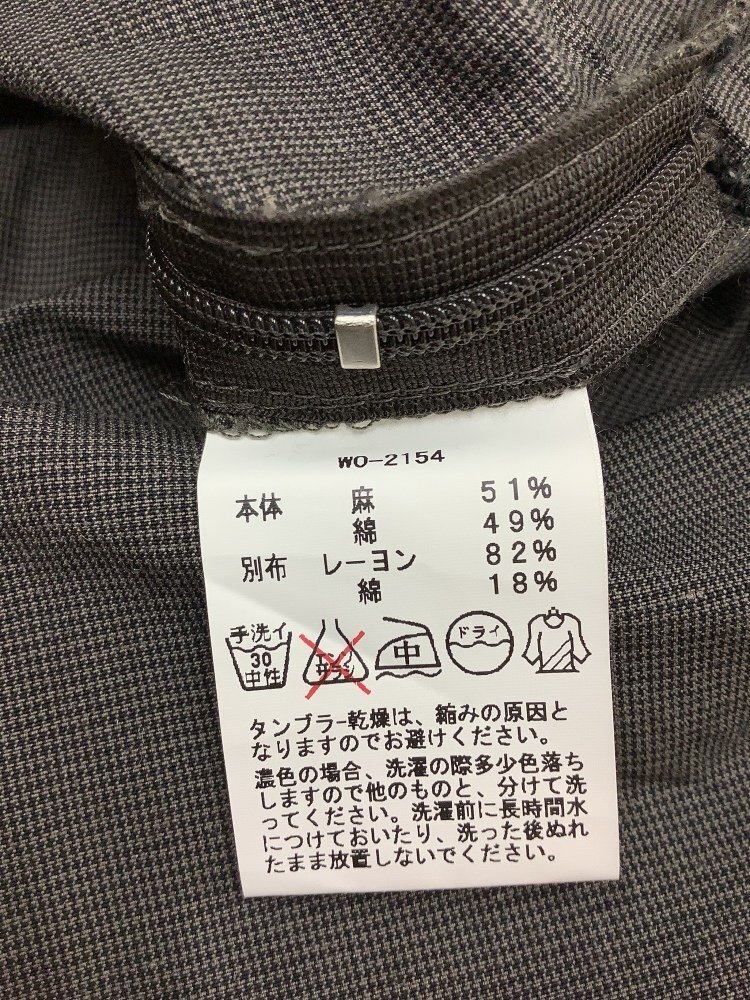 WO-2154
本体 麻 51%
綿 49%
別布 レーヨン 82%
綿 18%
手洗イ
30
中性
エンソ
サラシ
中
ドライ
タンブラー乾燥は、縮みの原因と
なりますのでお避けください。
濃色の場合、洗濯の際多少色落ち
しますので他のものと、分けて洗
ってください。洗濯前に長時間水
につけておいたり、洗った後ぬれ
たまま放置しないでください。